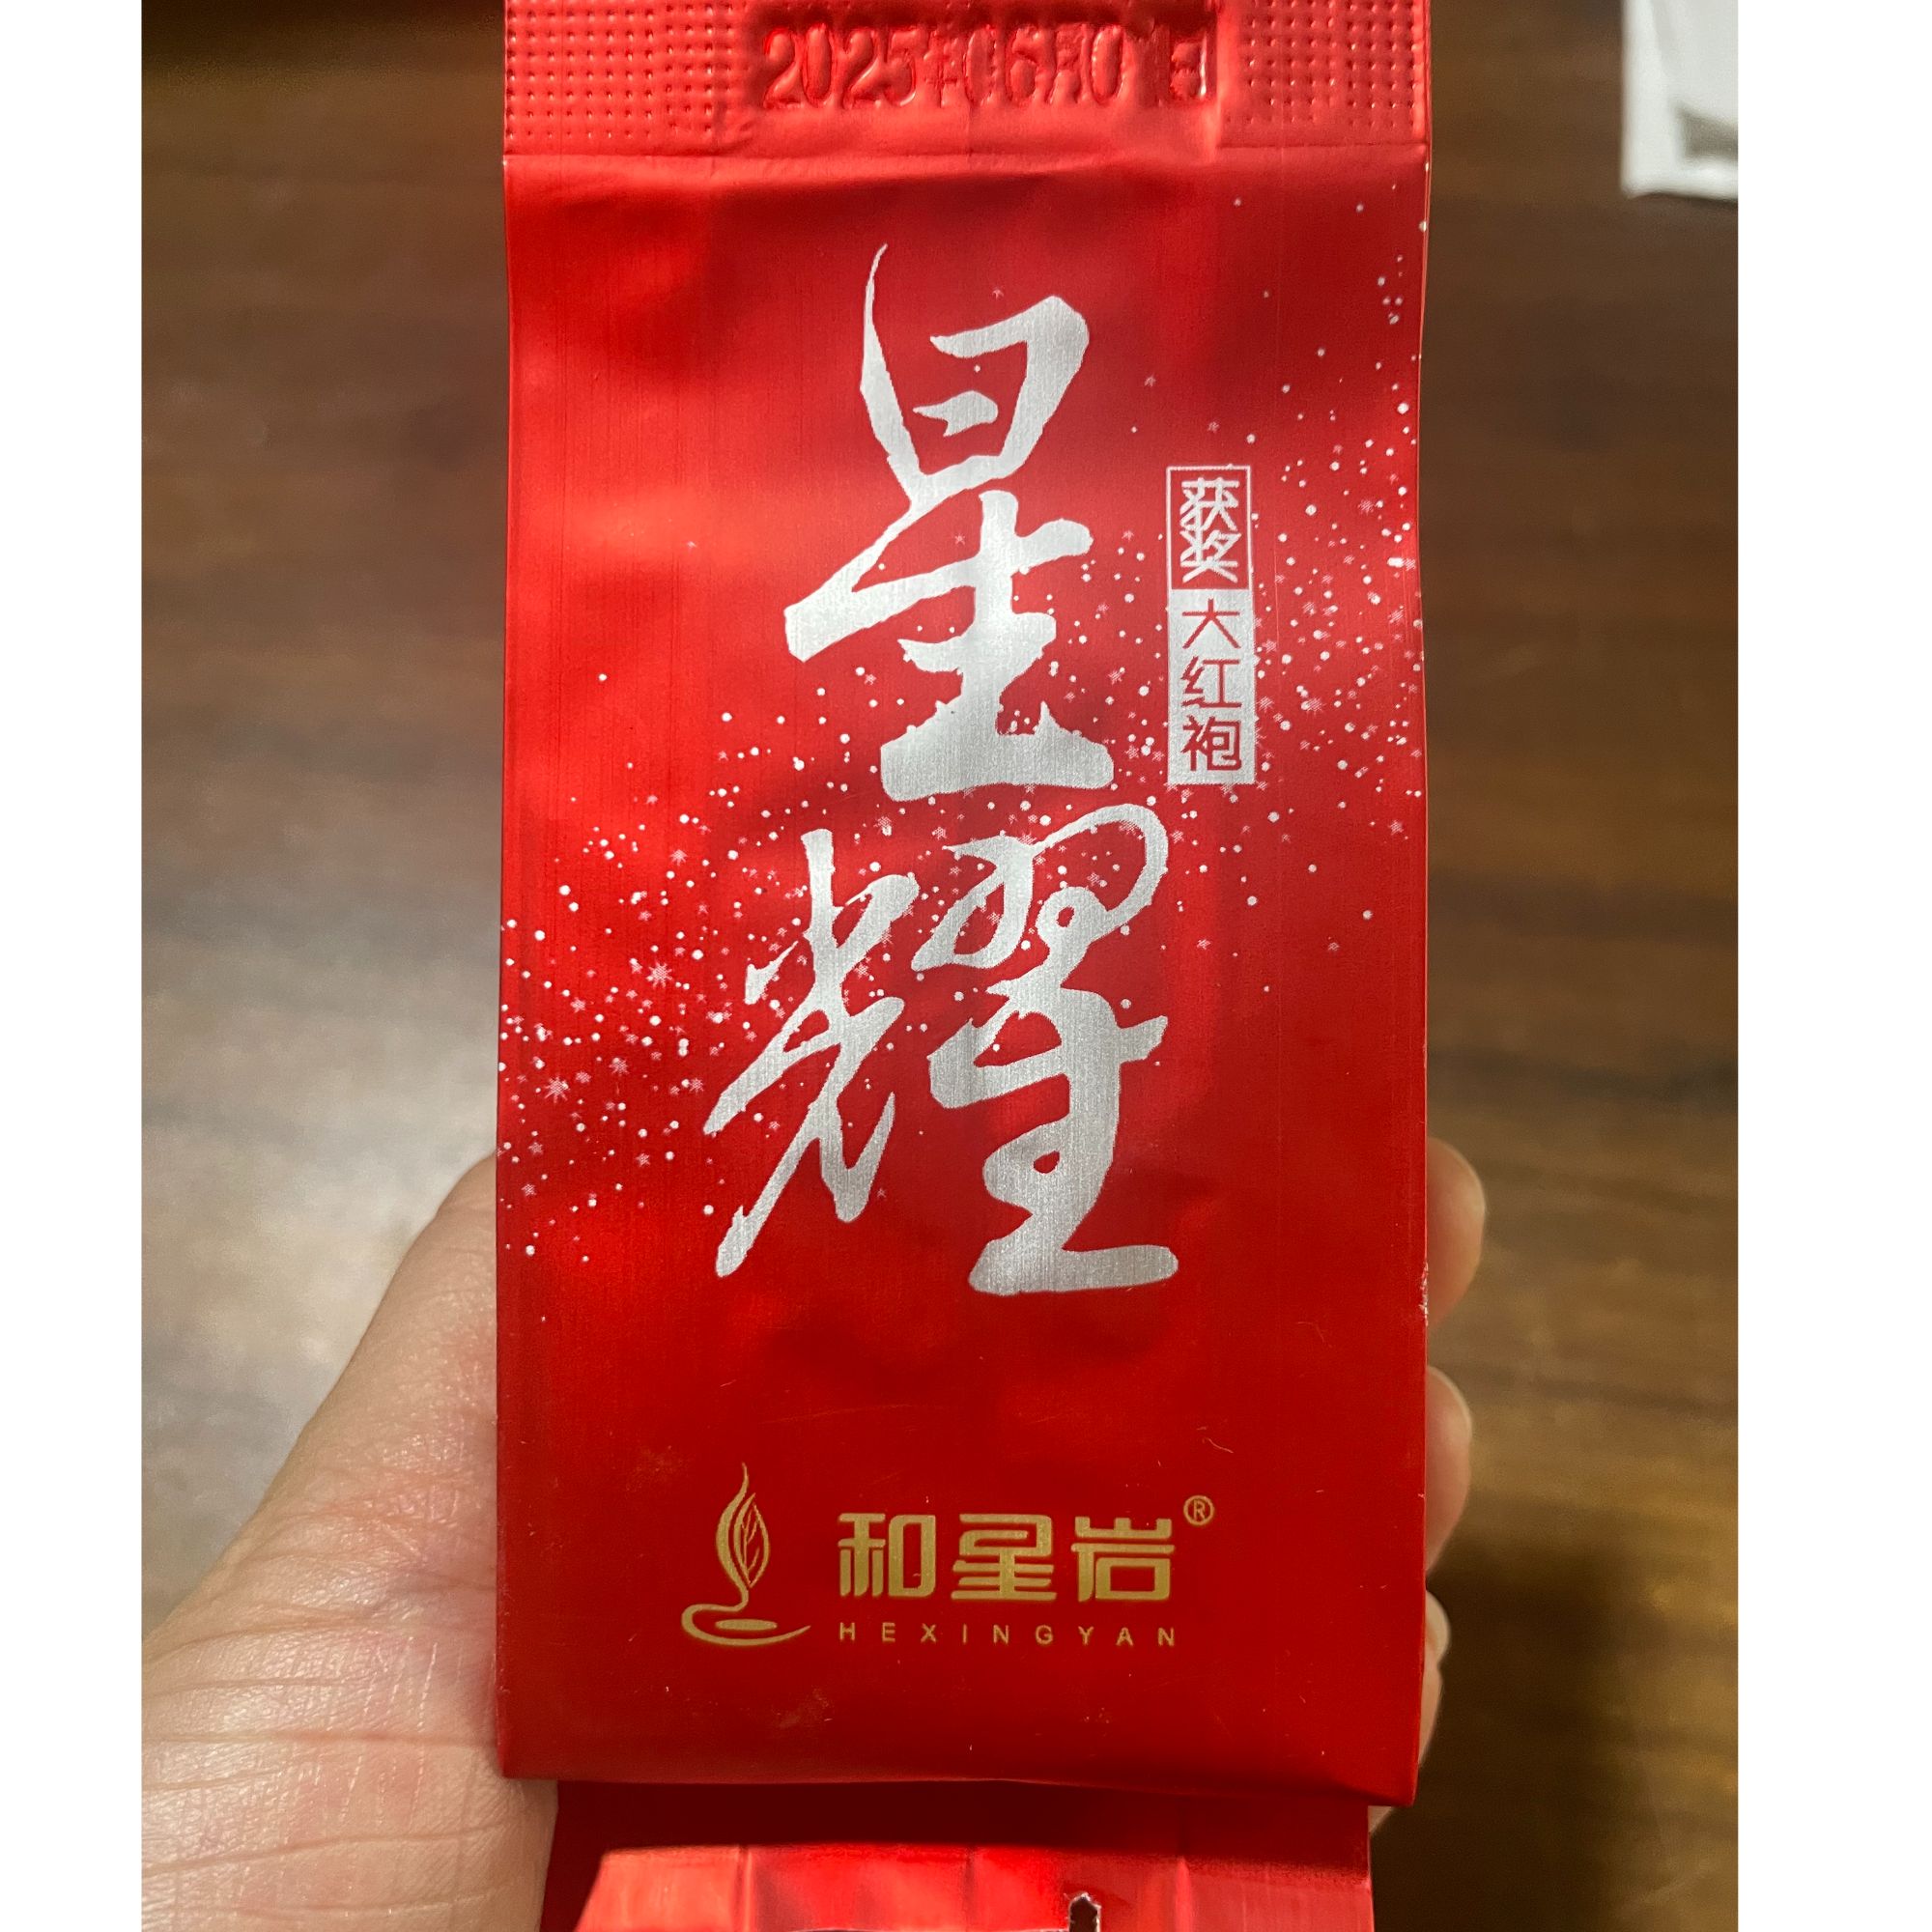 2025年06月01日
星耀
获奖
大红袍
和星岩®
HEXINGYAN